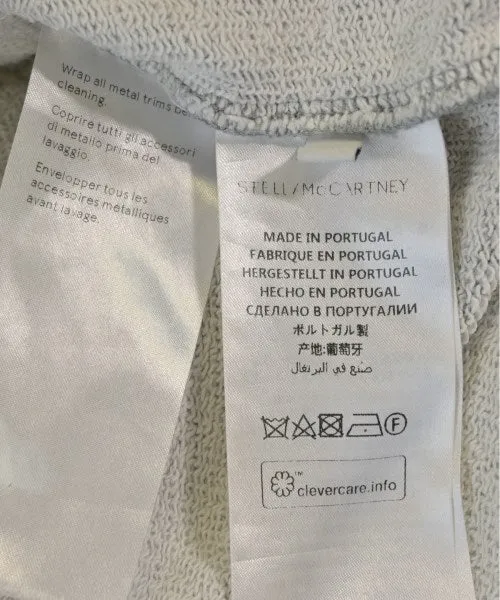 Wrap all metal trims
cleaning.
Coprire tutti gli accessori
di metallo prima del
lavaggio.
Envelopper tous les
accessoires métalliques
avant lavage.
STELLA McCARTNEY
MADE IN PORTUGAL
FABRIQUE EN PORTUGAL
HERGESTELLT IN PORTUGAL
HECHO EN PORTUGAL
СДЕЛАНО В ПОРТУГАЛИИ
ポルトガル製
产地:葡萄牙
صنع في البرتغال
F
™
clevercare.info